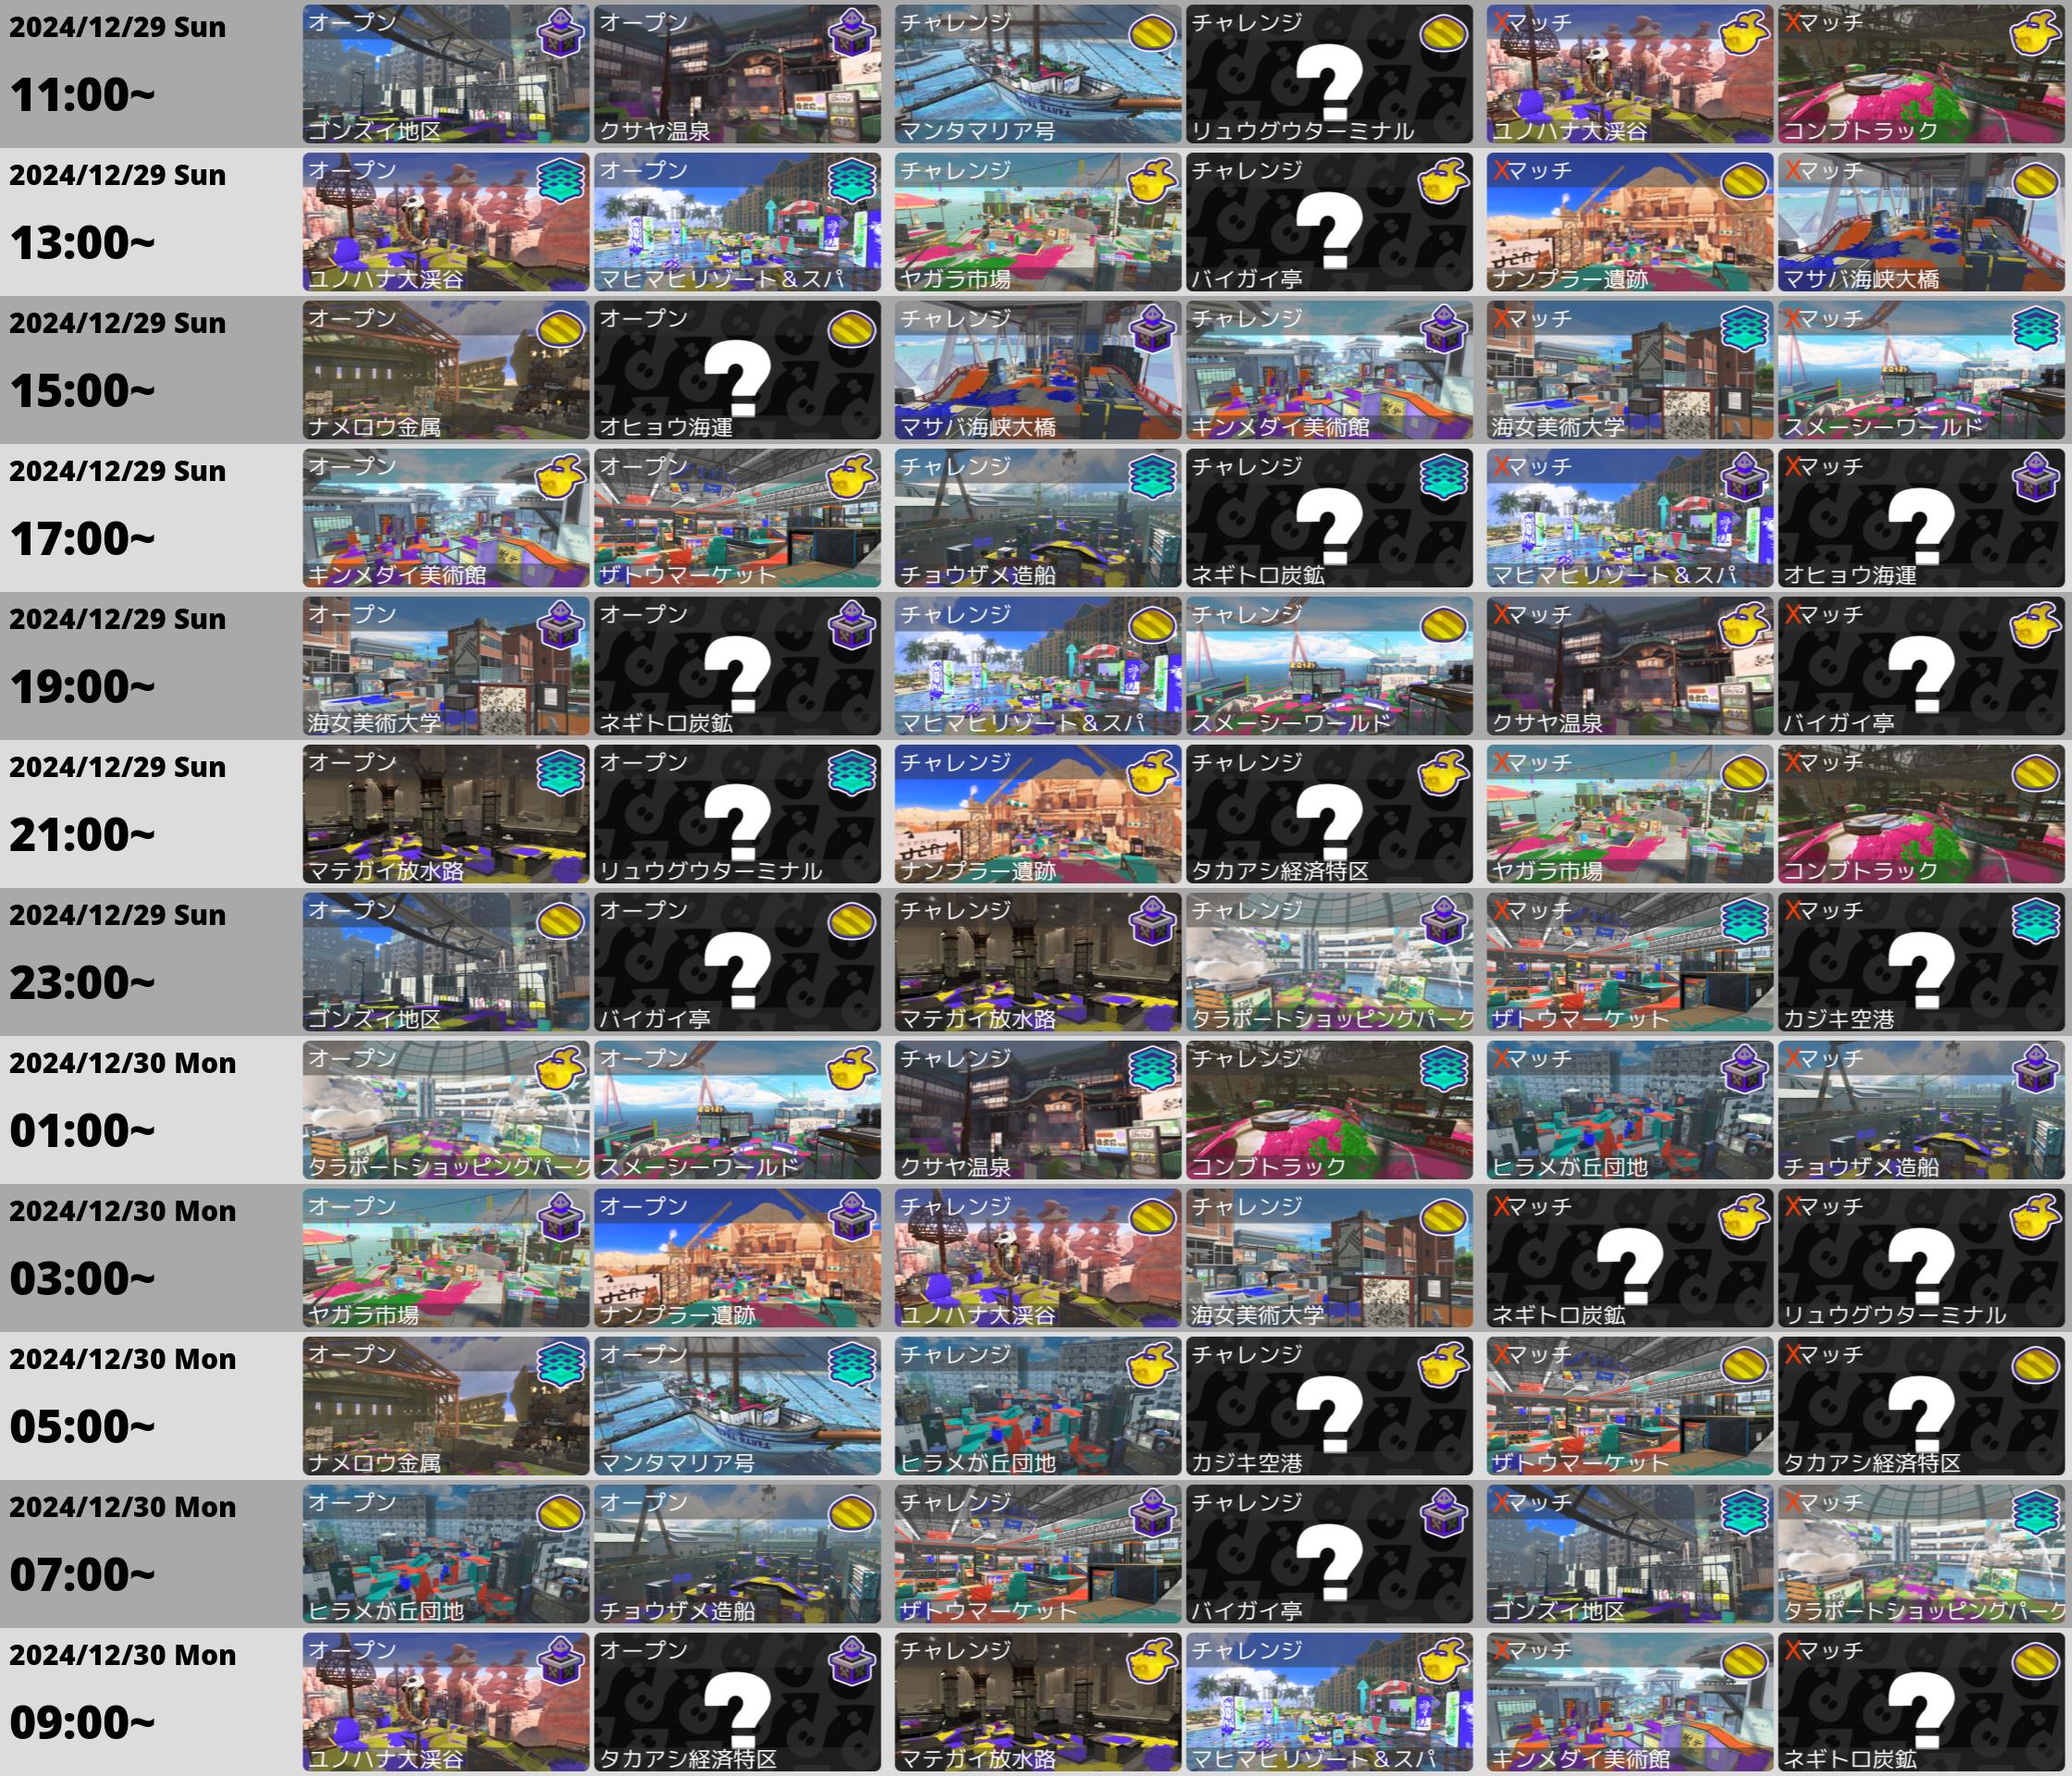 2024/12/29 Sun
11:00~
オープン
ゴンズイ地区
オープン
クサヤ温泉
チャレンジ
マンタマリア号
チャレンジ
リュウグウターミナル
Xマッチ
ユノハナ大渓谷
Xマッチ
コンブトラック
2024/12/29 Sun
13:00~
オープン
ユノハナ大渓谷
オープン
マヒマヒリゾート＆スパ
チャレンジ
ヤガラ市場
チャレンジ
バイガイ亭
Xマッチ
ナンプラー遺跡
Xマッチ
マサバ海峡大橋
2024/12/29 Sun
15:00~
オープン
ナメロウ金属
オープン
オヒョウ海運
チャレンジ
マサバ海峡大橋
チャレンジ
キンメダイ美術館
Xマッチ
海女美術大学
Xマッチ
スメーシーワールド
2024/12/29 Sun
17:00~
オープン
キンメダイ美術館
オープン
ザトウマーケット
チャレンジ
チョウザメ造船
チャレンジ
ネギトロ炭鉱
Xマッチ
マヒマヒリゾート＆スパ
Xマッチ
オヒョウ海運
2024/12/29 Sun
19:00~
オープン
海女美術大学
オープン
ネギトロ炭鉱
チャレンジ
マヒマヒリゾート＆スパ
チャレンジ
スメーシーワールド
Xマッチ
クサヤ温泉
Xマッチ
バイガイ亭
2024/12/29 Sun
21:00~
オープン
マテガイ放水路
オープン
リュウグウターミナル
チャレンジ
ナンプラー遺跡
チャレンジ
タカアシ経済特区
Xマッチ
ヤガラ市場
Xマッチ
コンブトラック
2024/12/29 Sun
23:00~
オープン
ゴンズイ地区
オープン
バイガイ亭
チャレンジ
マテガイ放水路
チャレンジ
タラポートショッピングパーク
Xマッチ
ザトウマーケット
Xマッチ
カジキ空港
2024/12/30 Mon
01:00~
オープン
タラポートショッピングパーク
オープン
スメーシーワールド
チャレンジ
クサヤ温泉
チャレンジ
コンブトラック
Xマッチ
ヒラメが丘団地
Xマッチ
チョウザメ造船
2024/12/30 Mon
03:00~
オープン
ヤガラ市場
オープン
ナンプラー遺跡
チャレンジ
ユノハナ大渓谷
チャレンジ
海女美術大学
Xマッチ
ネギトロ炭鉱
Xマッチ
リュウグウターミナル
2024/12/30 Mon
05:00~
オープン
ナメロウ金属
オープン
マンタマリア号
チャレンジ
ヒラメが丘団地
チャレンジ
カジキ空港
Xマッチ
ザトウマーケット
Xマッチ
タカアシ経済特区
2024/12/30 Mon
07:00~
オープン
ヒラメが丘団地
オープン
チョウザメ造船
チャレンジ
ザトウマーケット
チャレンジ
バイガイ亭
Xマッチ
ゴンズイ地区
Xマッチ
タラポートショッピングパーク
2024/12/30 Mon
09:00~
オープン
ユノハナ大渓谷
オープン
タカアシ経済特区
チャレンジ
マテガイ放水路
チャレンジ
マヒマヒリゾート＆スパ
Xマッチ
キンメダイ美術館
Xマッチ
ネギトロ炭鉱